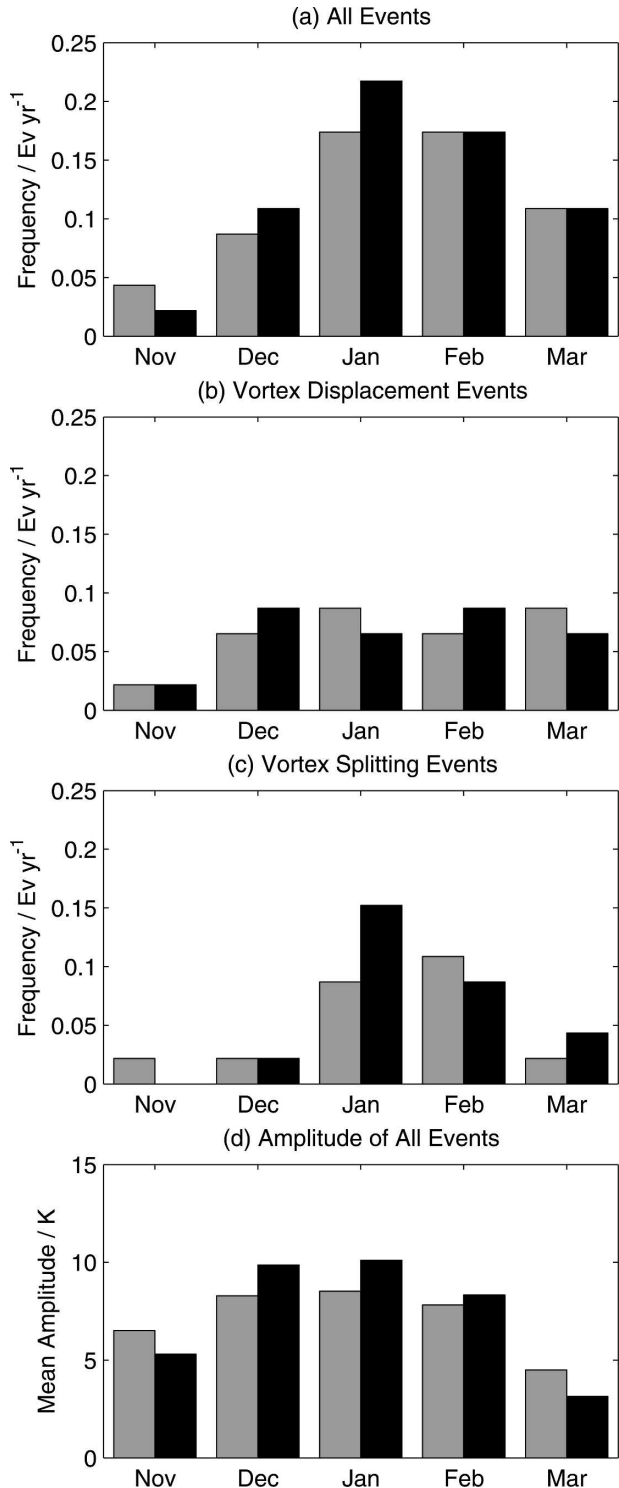 (a) All Events
Frequency / Ev yr-1
0.25
0.2
0.15
0.1
0.05
0
Nov Dec Jan Feb Mar
(b) Vortex Displacement Events
Frequency / Ev yr-1
0.25
0.2
0.15
0.1
0.05
0
Nov Dec Jan Feb Mar
(c) Vortex Splitting Events
Frequency / Ev yr-1
0.25
0.2
0.15
0.1
0.05
0
Nov Dec Jan Feb Mar
(d) Amplitude of All Events
Mean Amplitude / K
15
10
5
0
Nov Dec Jan Feb Mar